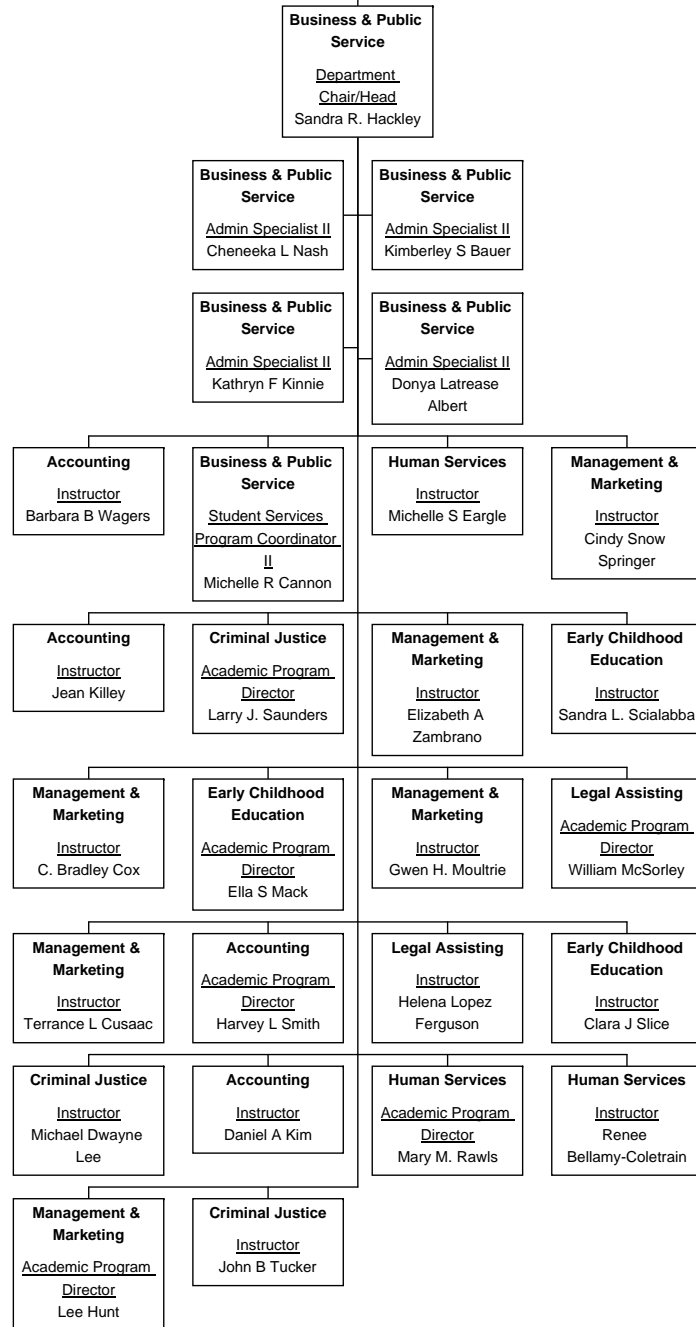 Business & Public
Service
Department
Chair/Head
Sandra R. Hackley
Business & Public
Service
Admin Specialist II
Cheneeka L Nash
Business & Public
Service
Admin Specialist II
Kimberley S Bauer
Business & Public
Service
Admin Specialist II
Kathryn F Kinnie
Business & Public
Service
Admin Specialist II
Donya Latrease
Albert
Accounting
Instructor
Barbara B Wagers
Business & Public
Service
Student Services
Program Coordinator
II
Michelle R Cannon
Human Services
Instructor
Michelle S Eargle
Management &
Marketing
Instructor
Cindy Snow
Springer
Accounting
Instructor
Jean Killey
Criminal Justice
Academic Program
Director
Larry J. Saunders
Management &
Marketing
Instructor
Elizabeth A
Zambrano
Early Childhood
Education
Instructor
Sandra L. Scialabba
Management &
Marketing
Instructor
C. Bradley Cox
Early Childhood
Education
Academic Program
Director
Ella S Mack
Management &
Marketing
Instructor
Gwen H. Moultrie
Legal Assisting
Academic Program
Director
William McSorley
Management &
Marketing
Instructor
Terrance L Cusaac
Accounting
Academic Program
Director
Harvey L Smith
Legal Assisting
Instructor
Helena Lopez
Ferguson
Early Childhood
Education
Instructor
Clara J Slice
Criminal Justice
Instructor
Michael Dwayne
Lee
Accounting
Instructor
Daniel A Kim
Human Services
Academic Program
Director
Mary M. Rawls
Human Services
Instructor
Renee
Bellamy-Coletrain
Management &
Marketing
Academic Program
Director
Lee Hunt
Criminal Justice
Instructor
John B Tucker